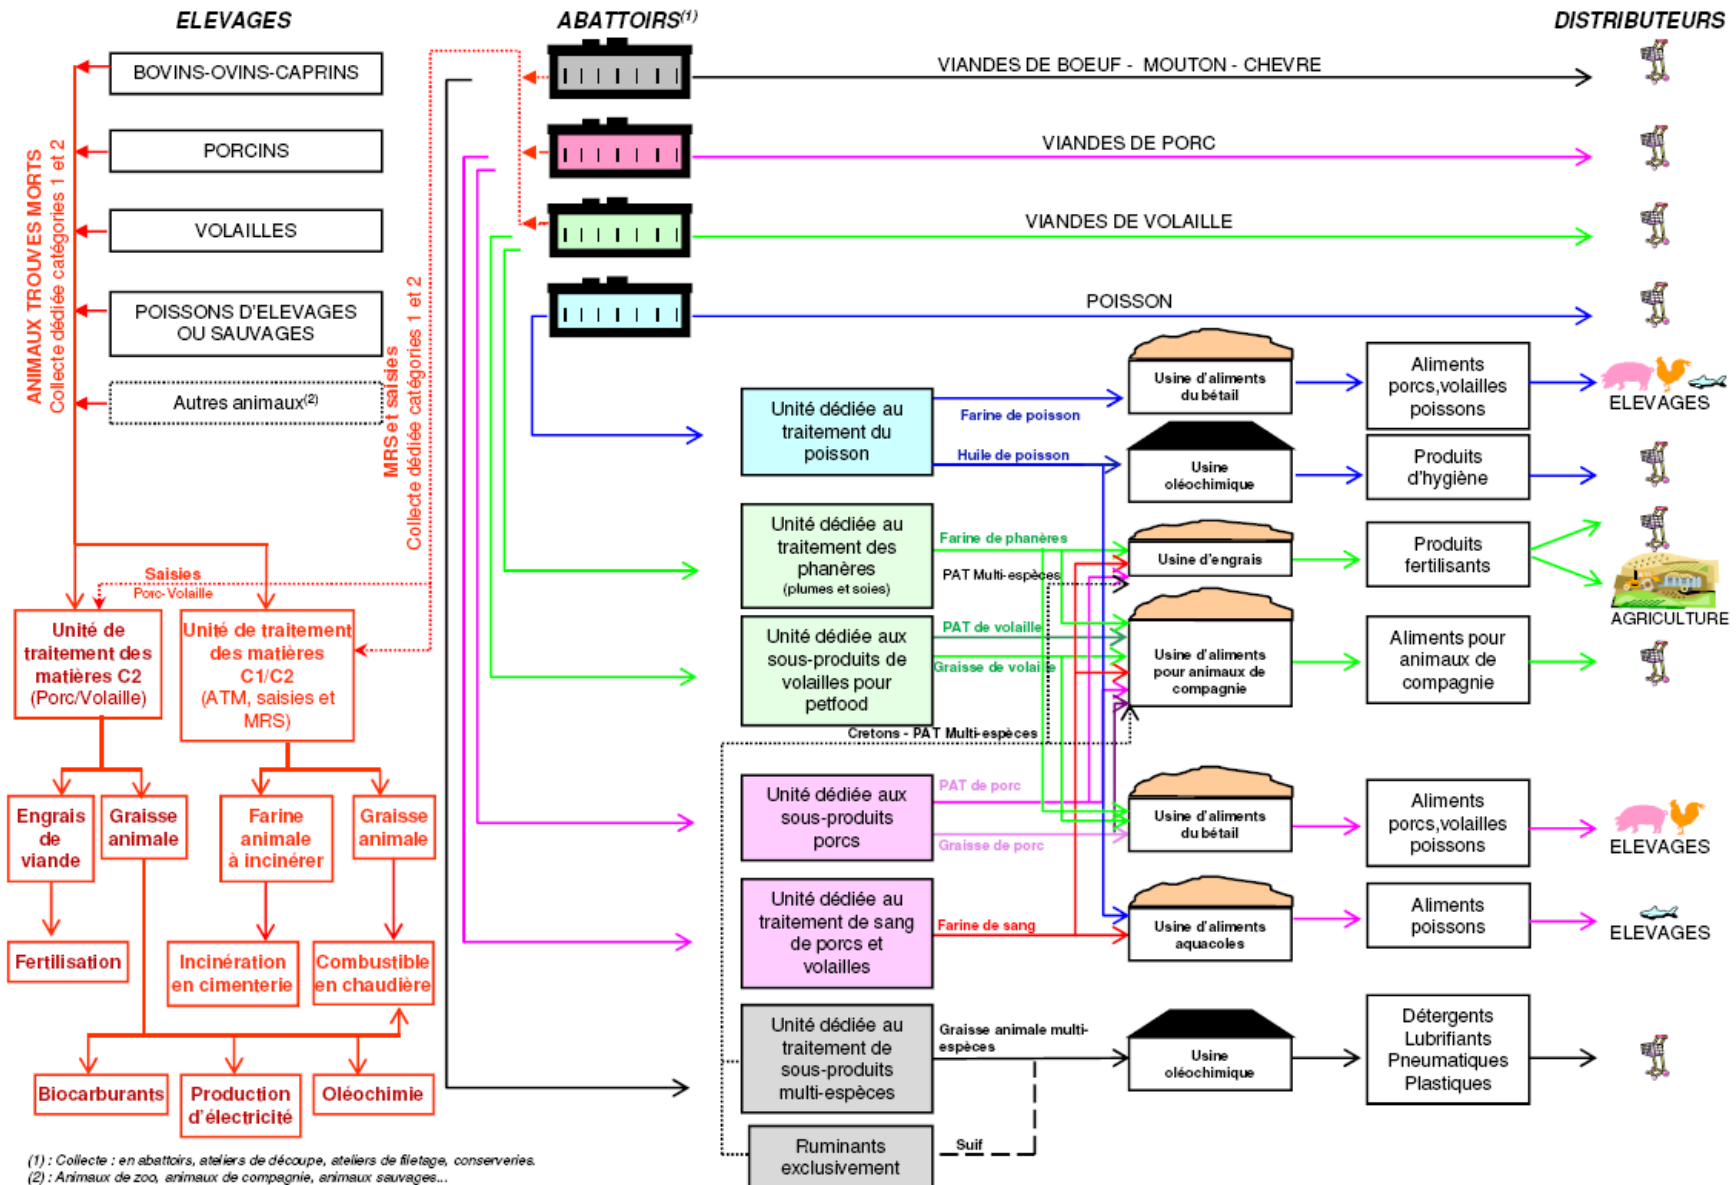 ELEVAGES
ABATTOIRS(1)
DISTRIBUTEURS
BOVINS-OVINS-CAPRINS
PORCINS
VOLAILLES
POISSONS D'ELEVAGES
OU SAUVAGES
Autres animaux(2)
ANIMAUX TROUVES MORTS
Collecte dédiée catégories 1 et 2
MRS et saisies
Collecte dédiée catégories 1 et 2
VIANDES DE BOEUF - MOUTON - CHEVRE
VIANDES DE PORC
VIANDES DE VOLAILLE
POISSON
Saisies
Porc-Volaille
Unité de
traitement des
matières C2
(Porc/Volaille)
Unité de traitement
des matières
C1/C2
(ATM, saisies et
MRS)
Engrais
de
viande
Graisse
animale
Farine
animale
à incinérer
Graisse
animale
Fertilisation
Incinération
en cimenterie
Combustible
en chaudière
Biocarburants
Production
d'électricité
Oléochimie
Unité dédiée au
traitement du
poisson
Farine de poisson
Huile de poisson
Usine d'aliments
du bétail
Aliments
porcs,volailles
poissons
ELEVAGES
Usine
oléochimique
Produits
d'hygiène
Unité dédiée au
traitement des
phanères
(plumes et soies)
Farine de phanères
PAT Multi-espèces
Usine d'engrais
Produits
fertilisants
AGRICULTURE
Unité dédiée aux
sous-produits de
volailles pour
petfood
PAT de volaille
Graisse de volaille
Usine d'aliments
pour animaux de
compagnie
Aliments pour
animaux de
compagnie
Cretons - PAT Multi-espèces
Unité dédiée aux
sous-produits
porcs
PAT de porc
Graisse de porc
Usine d'aliments
du bétail
Aliments
porcs,volailles
poissons
ELEVAGES
Unité dédiée au
traitement de sang
de porcs et
volailles
Farine de sang
Usine d'aliments
aquacoles
Aliments
poissons
ELEVAGES
Unité dédiée au
traitement de
sous-produits
multi-espèces
Graisse animale multi-
espèces
Usine
oléochimique
Détergents
Lubrifiants
Pneumatiques
Plastiques
Ruminants
exclusivement
Suif
(1) : Collecte : en abattoirs, ateliers de découpe, ateliers de filetage, conserveries.
(2) : Animaux de zoo, animaux de compagnie, animaux sauvages...